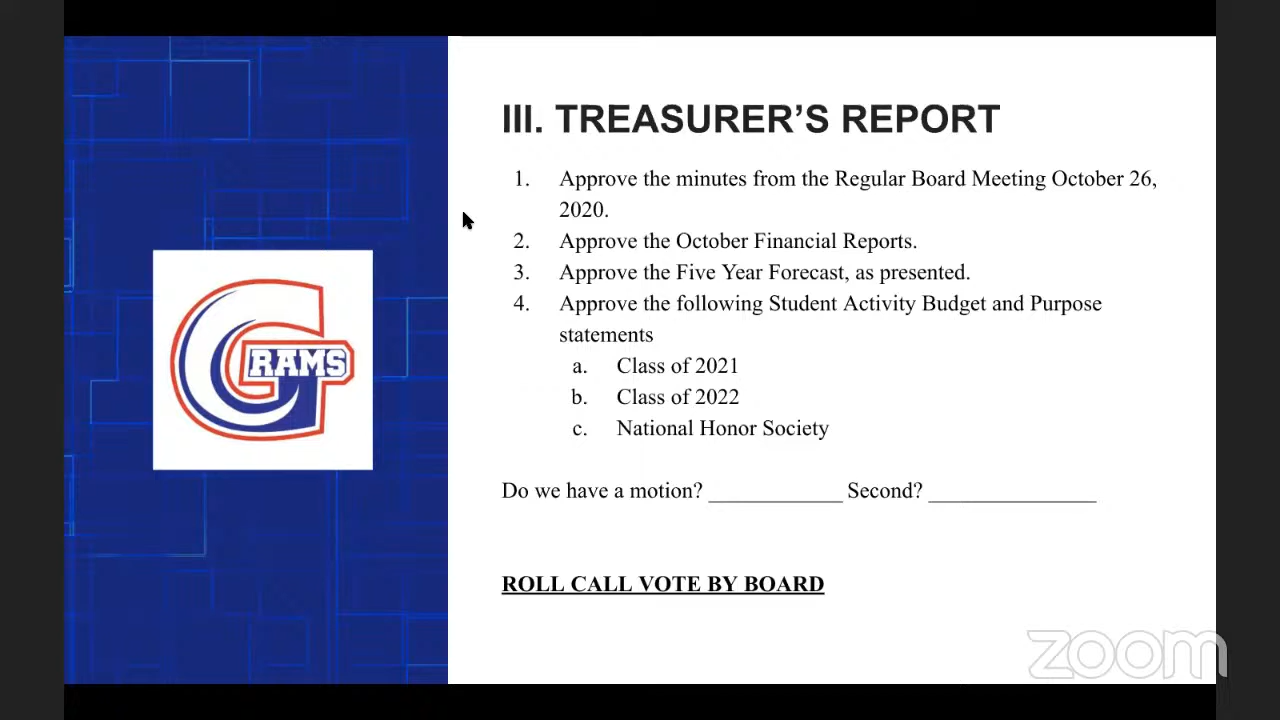 III. TREASURER’S REPORT
1. Approve the minutes from the Regular Board Meeting October 26,
2020.
2. Approve the October Financial Reports.
3. Approve the Five Year Forecast, as presented.
4. Approve the following Student Activity Budget and Purpose
statements
a. Class of 2021
b. Class of 2022
c. National Honor Society
G RAMS
Do we have a motion? ____________ Second? _______________
ROLL CALL VOTE BY BOARD
zoom